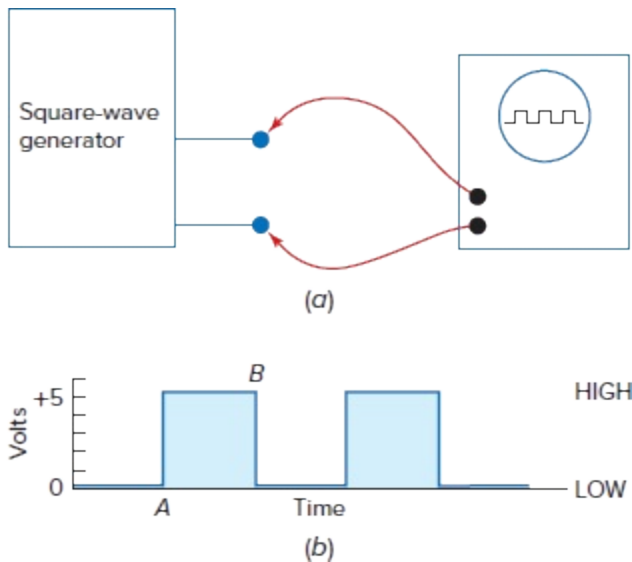 Square-wave
generator
(a)
Volts
+5
0
A
B
Time
HIGH
LOW
(b)